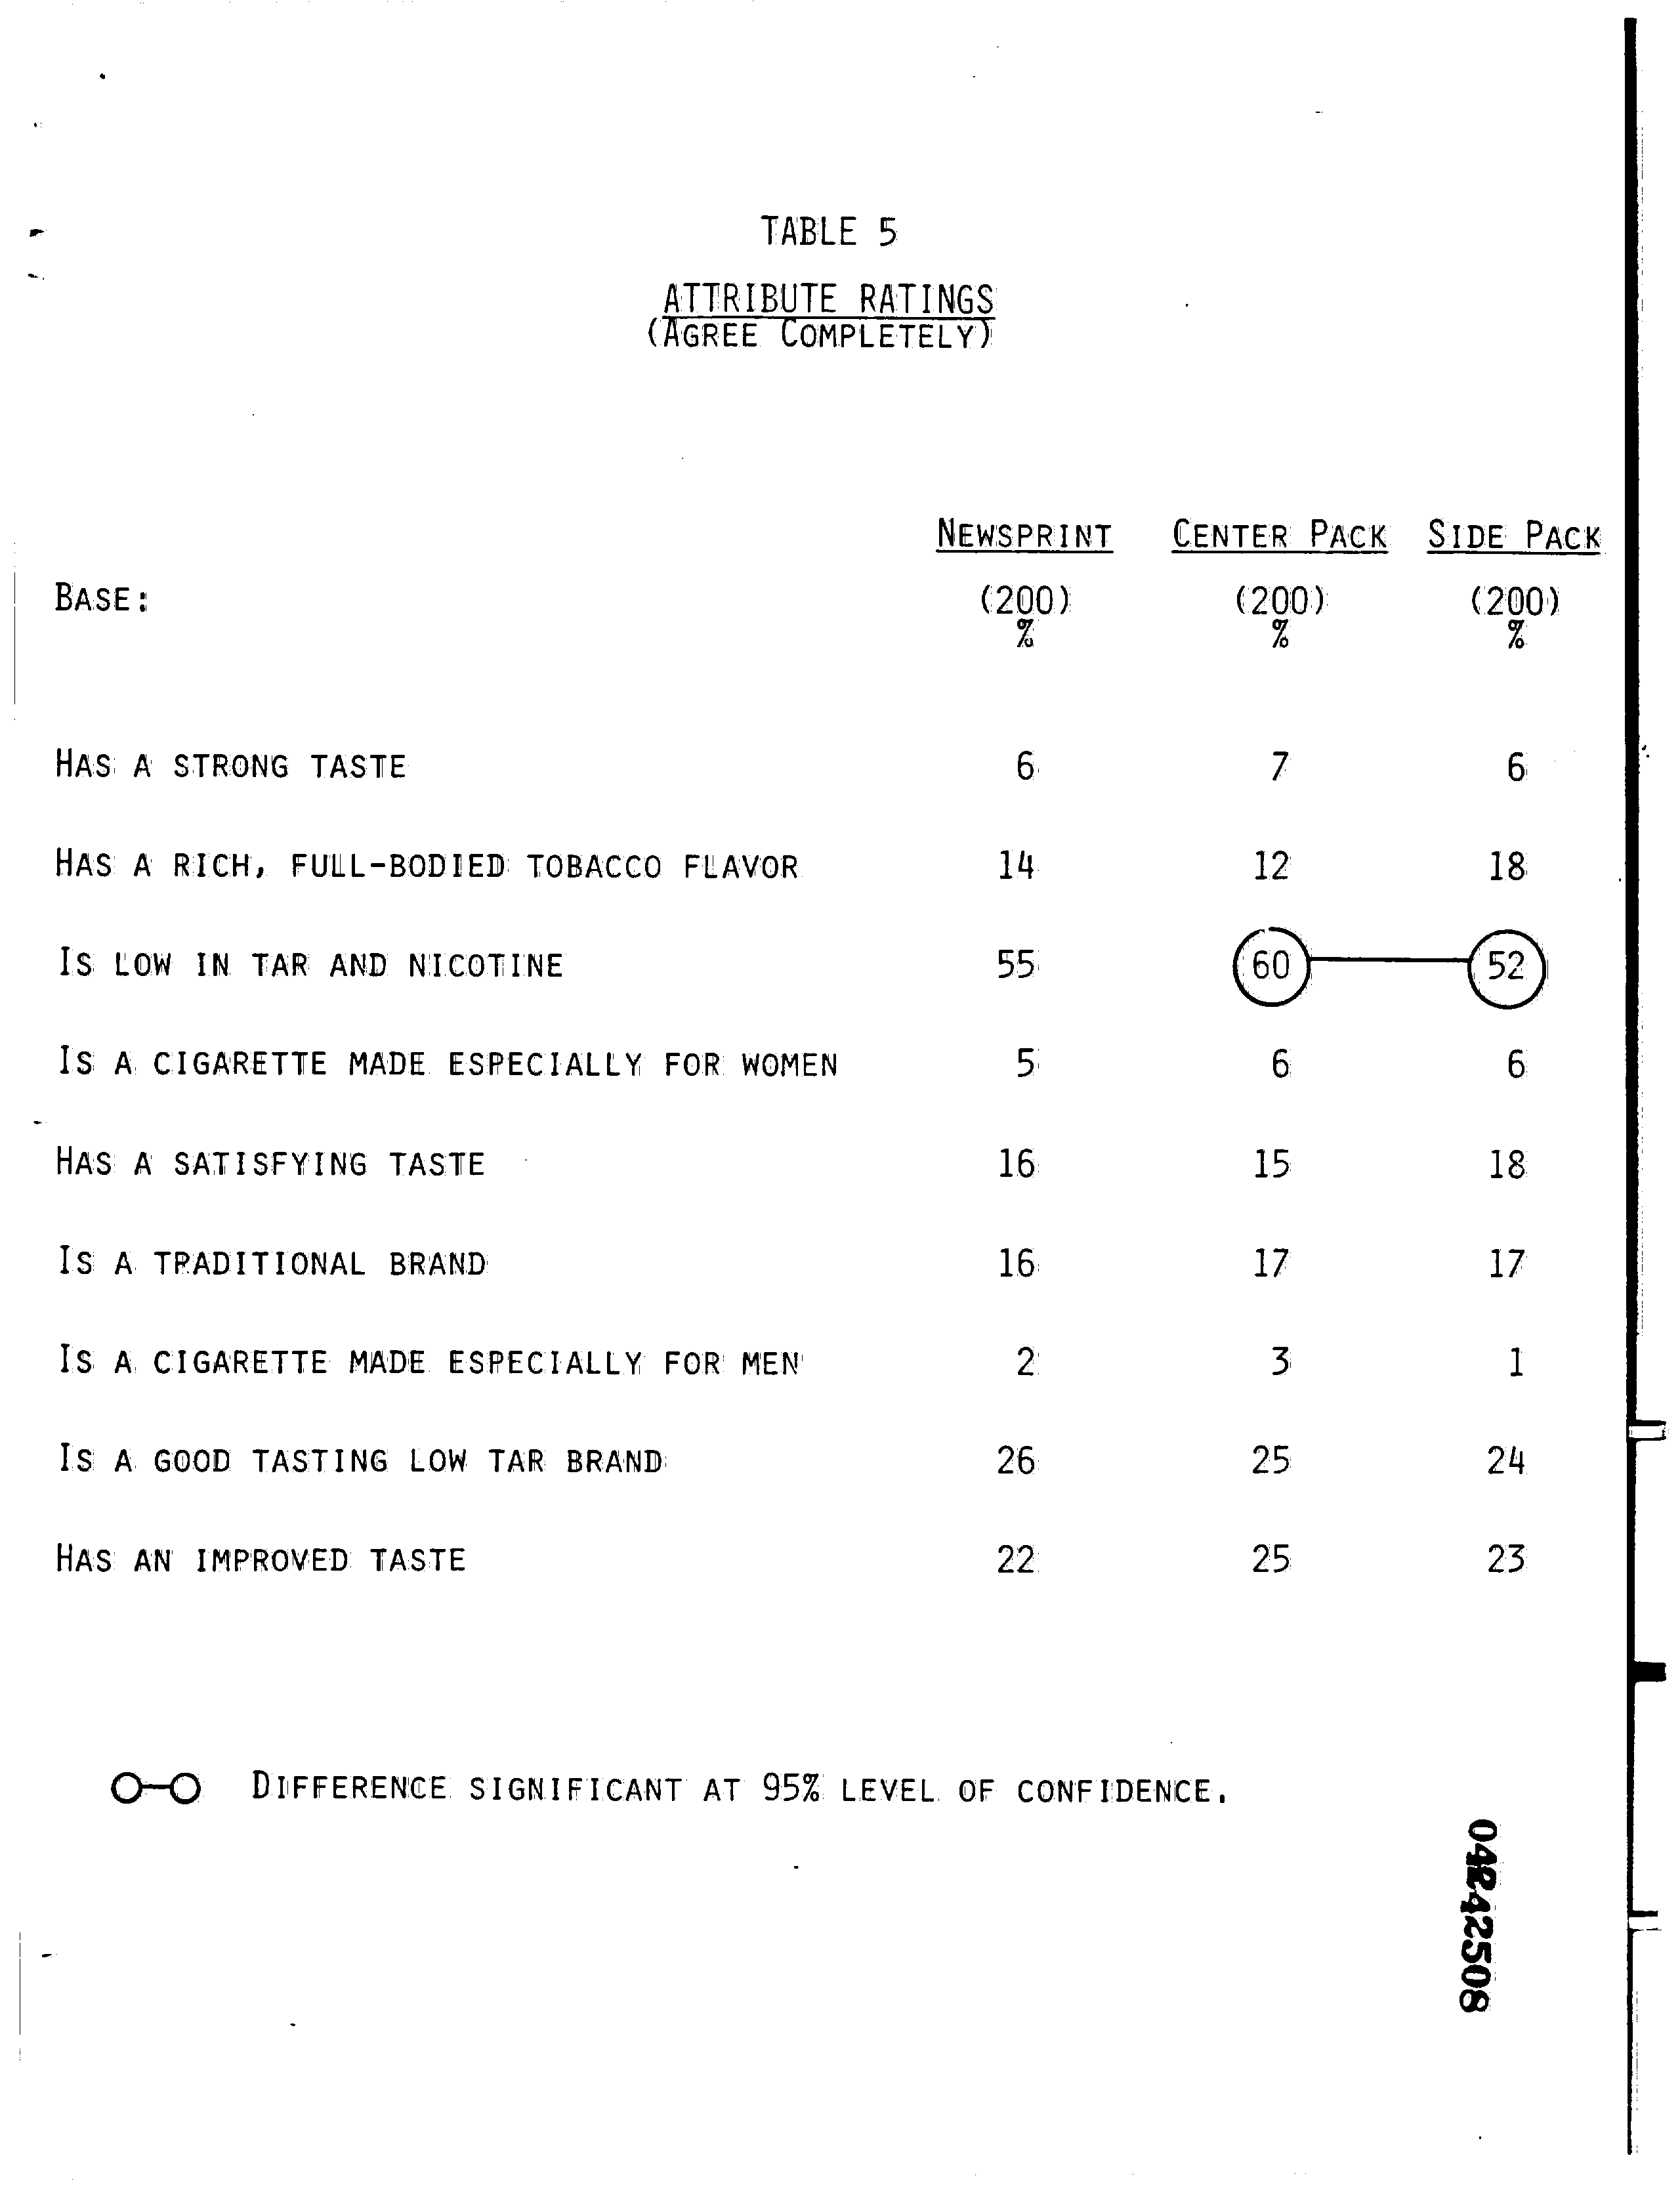 TABLE 5
ATTRIBUTE RATINGS
(AGREE COMPLETELY)
NEWSPRINT CENTER PACK SIDE PACK
BASE: (200) (200) (200)
% % %
HAS A STRONG TASTE 6 7 6
HAS A RICH, FULL-BODIED TOBACCO FLAVOR 14 12 18
IS LOW IN TAR AND NICOTINE 55 60 52
IS A CIGARETTE MADE ESPECIALLY FOR WOMEN 5 6 6
HAS A SATISFYING TASTE 16 15 18
IS A TRADITIONAL BRAND 16 17 17
IS A CIGARETTE MADE ESPECIALLY FOR MEN 2 3 1
IS A GOOD TASTING LOW TAR BRAND 26 25 24
HAS AN IMPROVED TASTE 22 25 23
DIFFERENCE SIGNIFICANT AT 95% LEVEL OF CONFIDENCE.